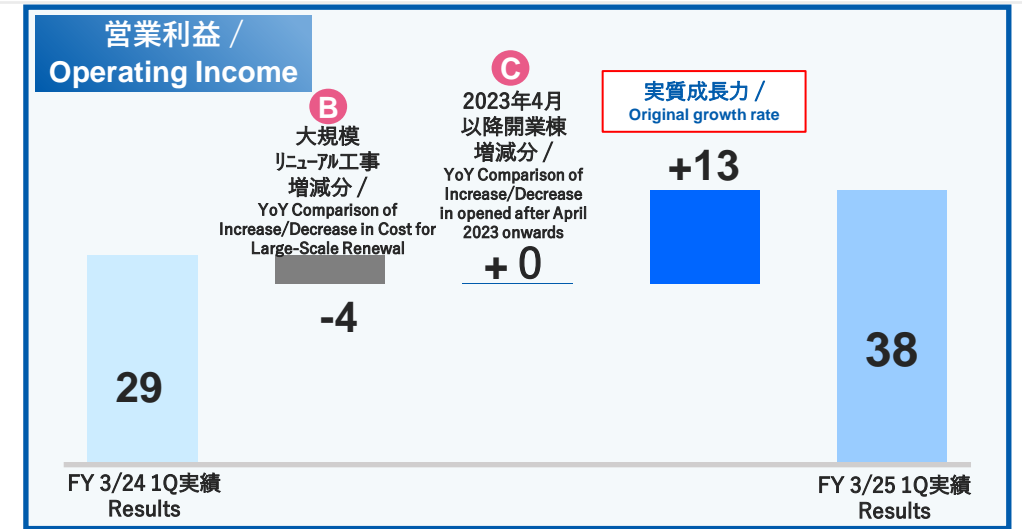 営業利益 /
Operating Income
B
大規模
ﾘﾆｭｰｱﾙ工事
増減分 /
YoY Comparison of
Increase/Decrease in Cost for
Large-Scale Renewal
-4
C
2023年4月
以降開業棟
増減分 /
YoY Comparison of
Increase/Decrease
in opened after April
2023 onwards
+ 0
実質成長力 /
Original growth rate
+13
29
38
FY 3/24 1Q実績
Results
FY 3/25 1Q実績
Results